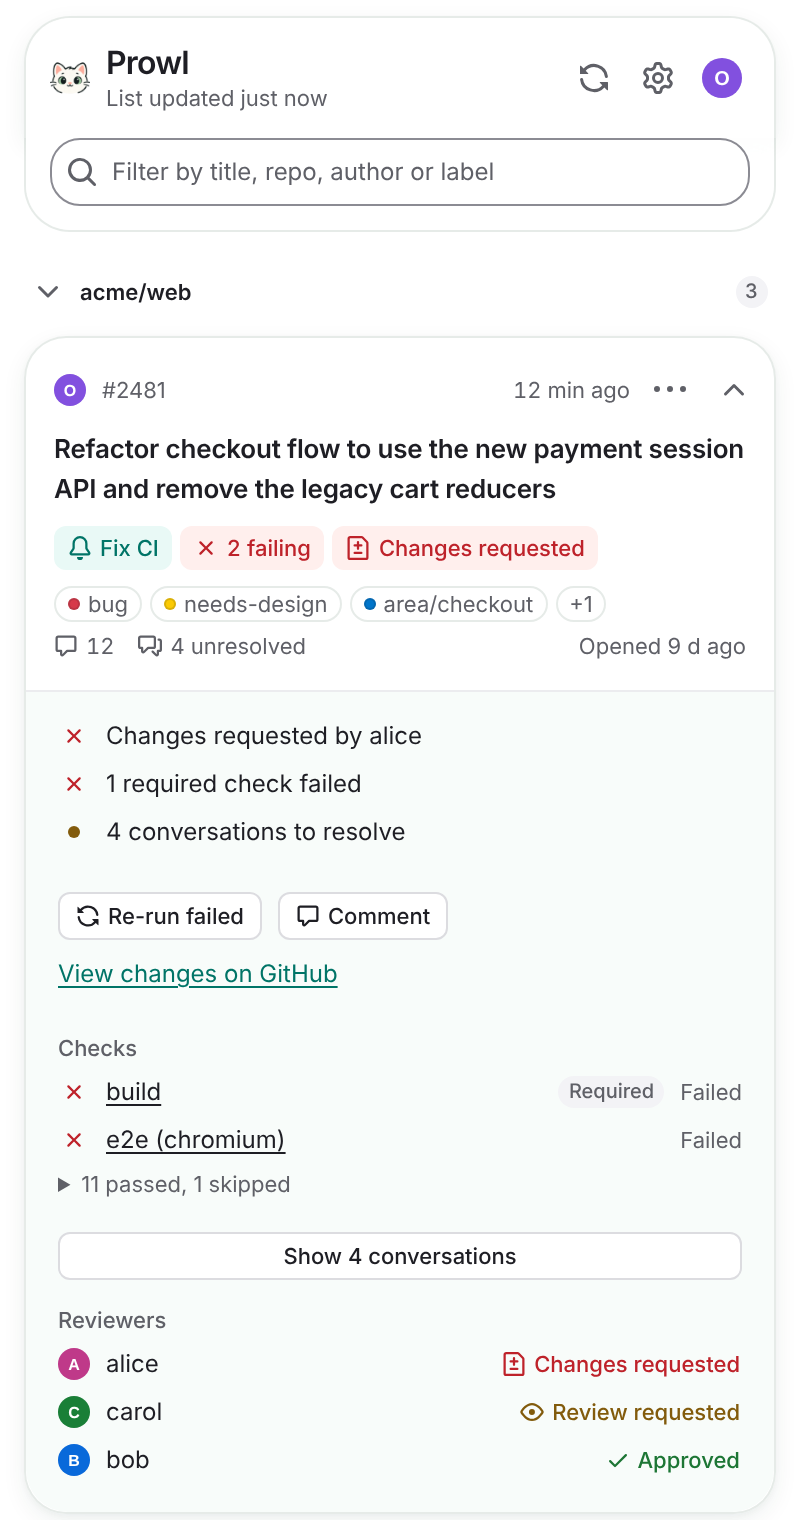 Prowl
List updated just now
O
Filter by title, repo, author or label
acme/web
3
O #2481 12 min ago
Refactor checkout flow to use the new payment session
API and remove the legacy cart reducers
Fix CI 2 failing Changes requested
bug needs-design area/checkout +1
12 4 unresolved Opened 9 d ago
Changes requested by alice
1 required check failed
4 conversations to resolve
Re-run failed Comment
View changes on GitHub
Checks
build Required Failed
e2e (chromium) Failed
11 passed, 1 skipped
Show 4 conversations
Reviewers
A alice Changes requested
C carol Review requested
B bob Approved